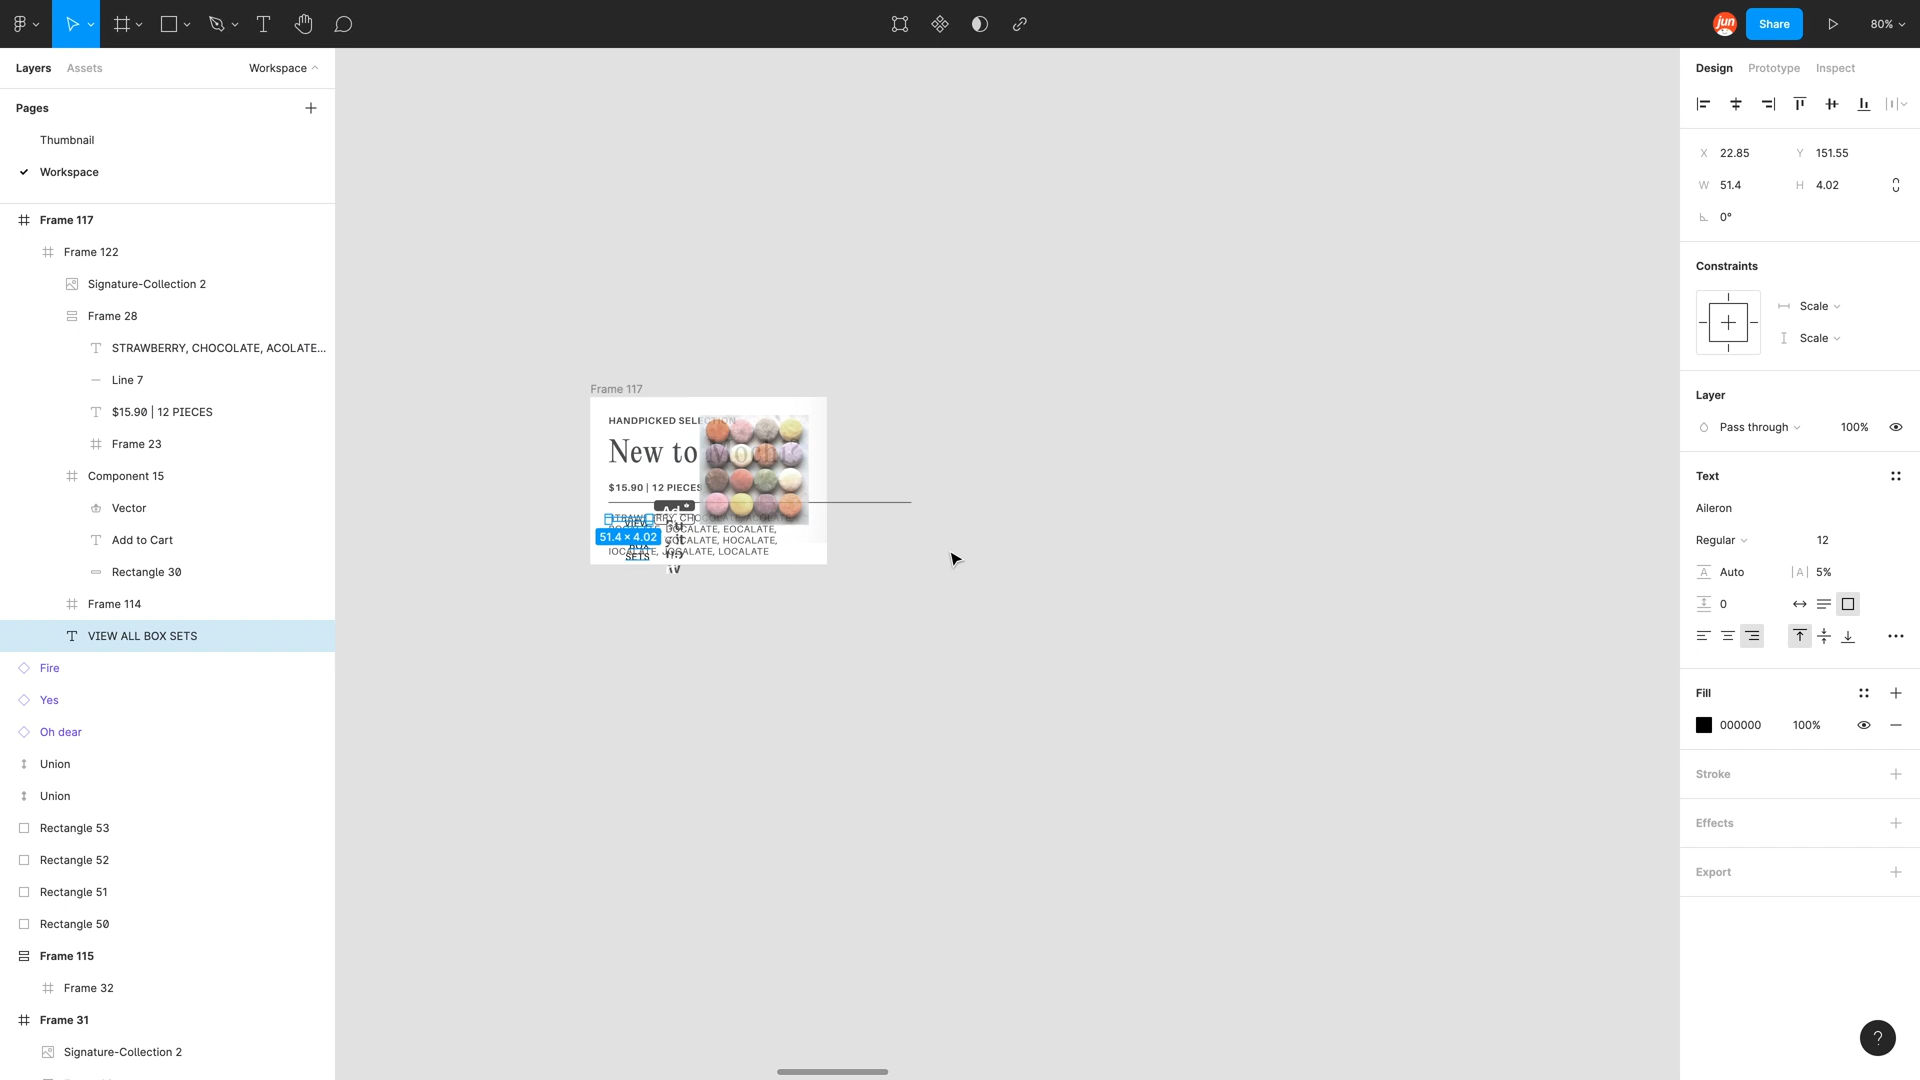 jun
Share
80%
Layers
Assets
Workspace
Pages
Thumbnail
Workspace
Frame 117
Frame 122
Signature-Collection 2
Frame 28
STRAWBERRY, CHOCOLATE, ACOLATE...
Line 7
$15.90 | 12 PIECES
Frame 23
Component 15
Vector
Add to Cart
Rectangle 30
Frame 114
VIEW ALL BOX SETS
Fire
Yes
Oh dear
Union
Union
Rectangle 53
Rectangle 52
Rectangle 51
Rectangle 50
Frame 115
Frame 32
Frame 31
Signature-Collection 2
Frame 117
HANDPICKED SELECTION
New to Mochi
$15.90 | 12 PIECES
51.4 × 4.02
SETS
Design
Prototype
Inspect
X 22.85
Y 151.55
W 51.4
H 4.02
0°
Constraints
Scale
Scale
Layer
Pass through
100%
Text
Aileron
Regular
12
Auto
5%
0
Fill
000000
100%
Stroke
Effects
Export
?